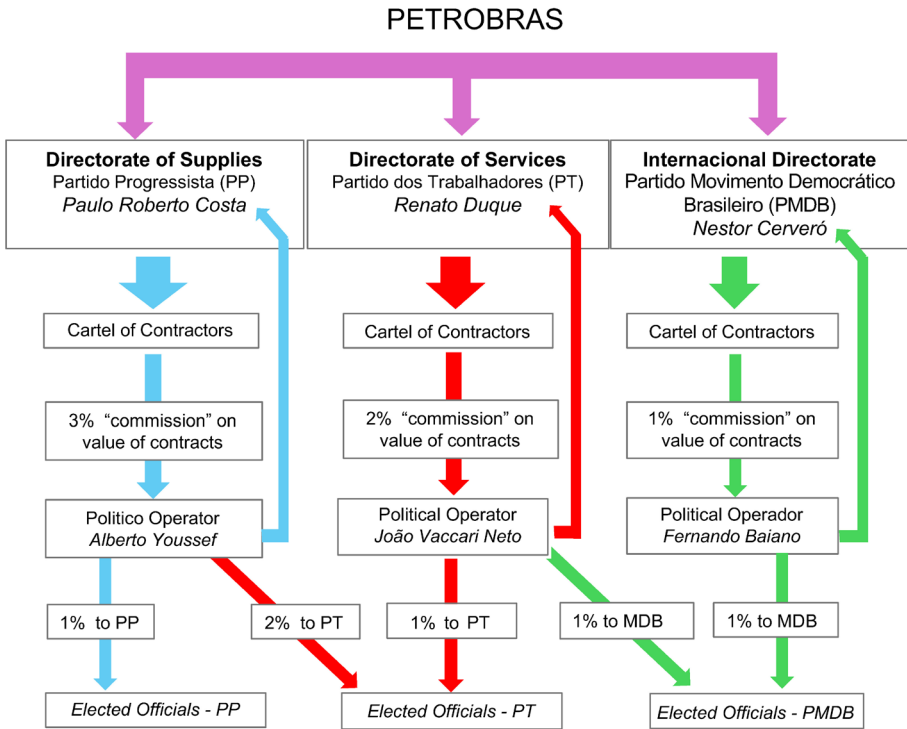 PETROBRAS
Directorate of Supplies
Partido Progressista (PP)
Paulo Roberto Costa
Directorate of Services
Partido dos Trabalhadores (PT)
Renato Duque
Internacional Directorate
Partido Movimento Democrático
Brasileiro (PMDB)
Nestor Cerveró
Cartel of Contractors
Cartel of Contractors
Cartel of Contractors
3% “commission” on
value of contracts
2% “commission” on
value of contracts
1% “commission” on
value of contracts
Politico Operator
Alberto Youssef
Political Operator
João Vaccari Neto
Political Operador
Fernando Baiano
1% to PP
2% to PT
1% to PT
1% to MDB
1% to MDB
Elected Officials - PP
Elected Officials - PT
Elected Officials - PMDB